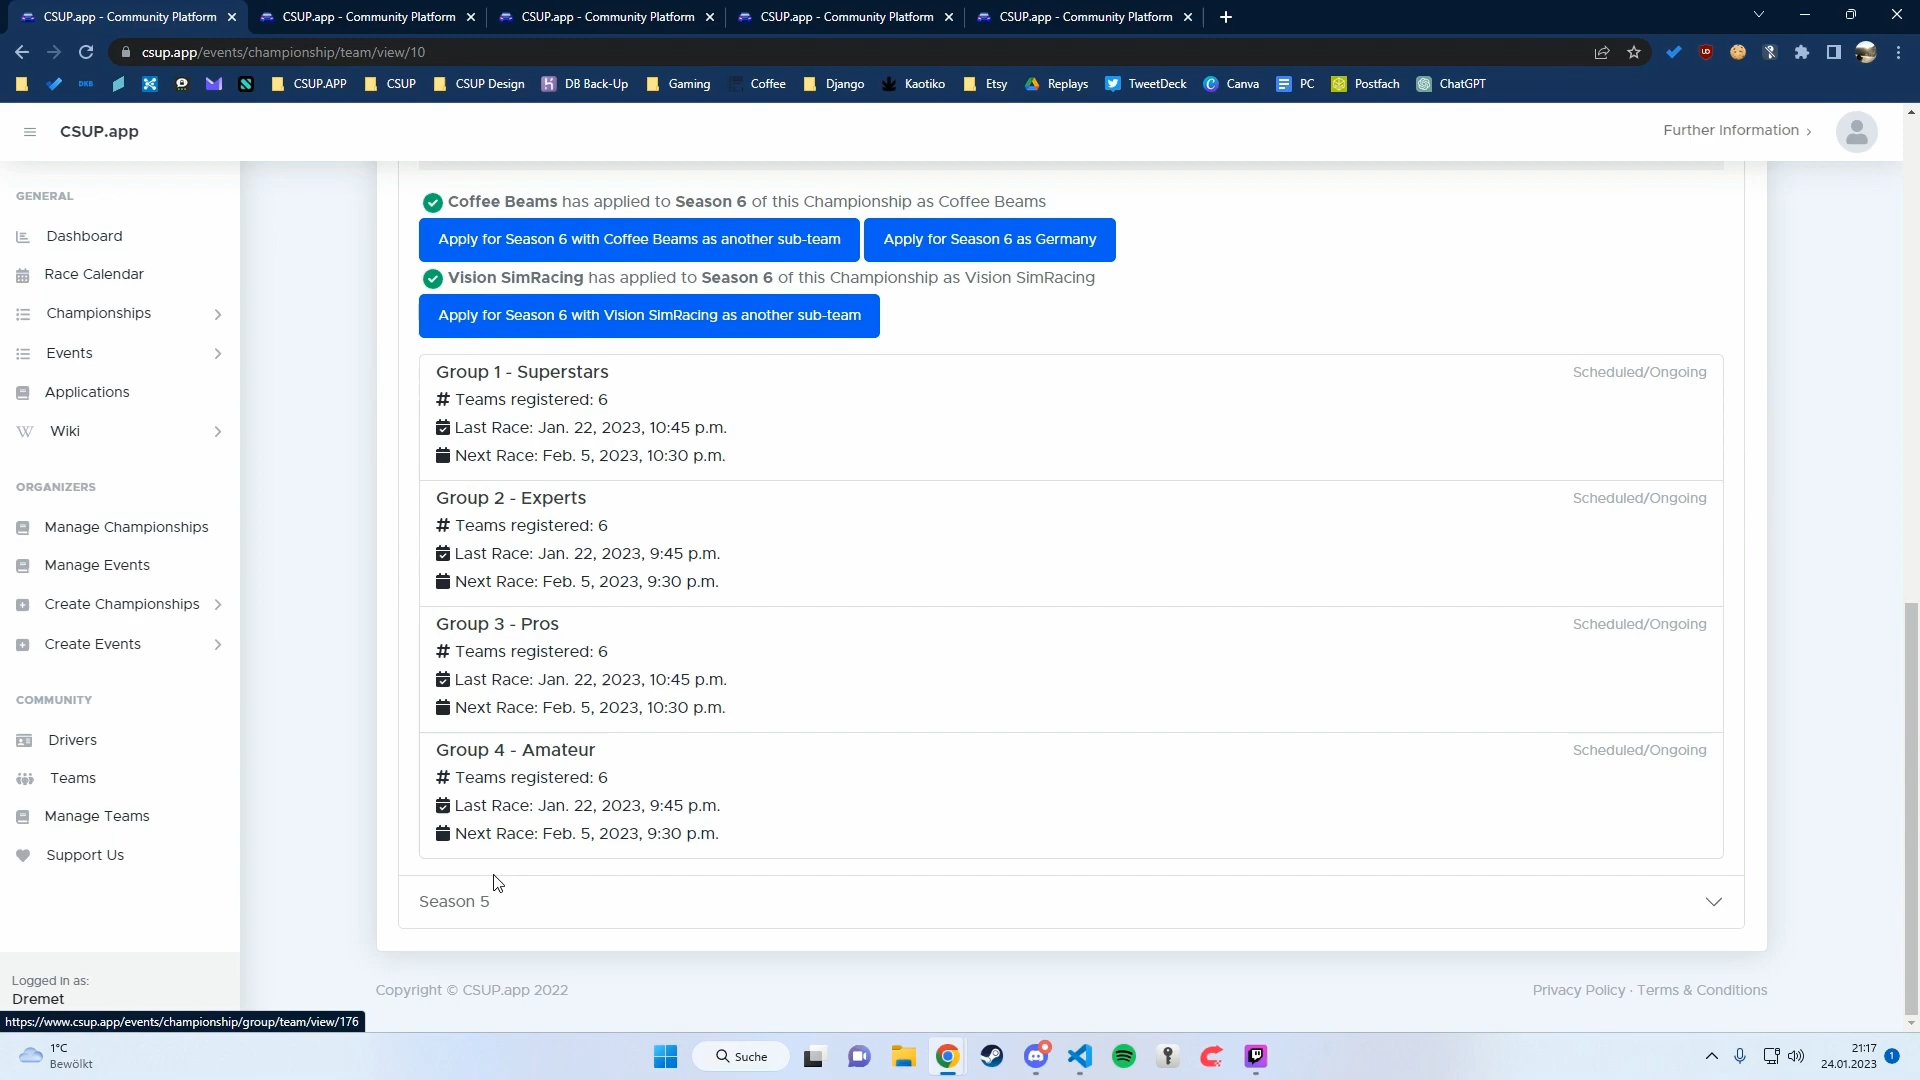 CSUP.app - Community Platform
CSUP.app - Community Platform
CSUP.app - Community Platform
CSUP.app - Community Platform
CSUP.app - Community Platform
csup.app/events/championship/team/view/10
DKB
CSUP.APP
CSUP
CSUP Design
DB Back-Up
Gaming
Coffee
Django
Kaotiko
Etsy
Replays
TweetDeck
Canva
PC
Postfach
ChatGPT
CSUP.app
Further Information
GENERAL
Dashboard
Race Calendar
Championships
Events
Applications
Wiki
ORGANIZERS
Manage Championships
Manage Events
Create Championships
Create Events
COMMUNITY
Drivers
Teams
Manage Teams
Support Us
Logged in as:
Dremet
https://www.csup.app/events/championship/group/team/view/176
Coffee Beams has applied to Season 6 of this Championship as Coffee Beams
Apply for Season 6 with Coffee Beams as another sub-team
Apply for Season 6 as Germany
Vision SimRacing has applied to Season 6 of this Championship as Vision SimRacing
Apply for Season 6 with Vision SimRacing as another sub-team
Group 1 - Superstars
Scheduled/Ongoing
# Teams registered: 6
Last Race: Jan. 22, 2023, 10:45 p.m.
Next Race: Feb. 5, 2023, 10:30 p.m.
Group 2 - Experts
Scheduled/Ongoing
# Teams registered: 6
Last Race: Jan. 22, 2023, 9:45 p.m.
Next Race: Feb. 5, 2023, 9:30 p.m.
Group 3 - Pros
Scheduled/Ongoing
# Teams registered: 6
Last Race: Jan. 22, 2023, 10:45 p.m.
Next Race: Feb. 5, 2023, 10:30 p.m.
Group 4 - Amateur
Scheduled/Ongoing
# Teams registered: 6
Last Race: Jan. 22, 2023, 9:45 p.m.
Next Race: Feb. 5, 2023, 9:30 p.m.
Season 5
Copyright © CSUP.app 2022
Privacy Policy · Terms & Conditions
1°C
Bewölkt
Suche
21:17
24.01.2023
1